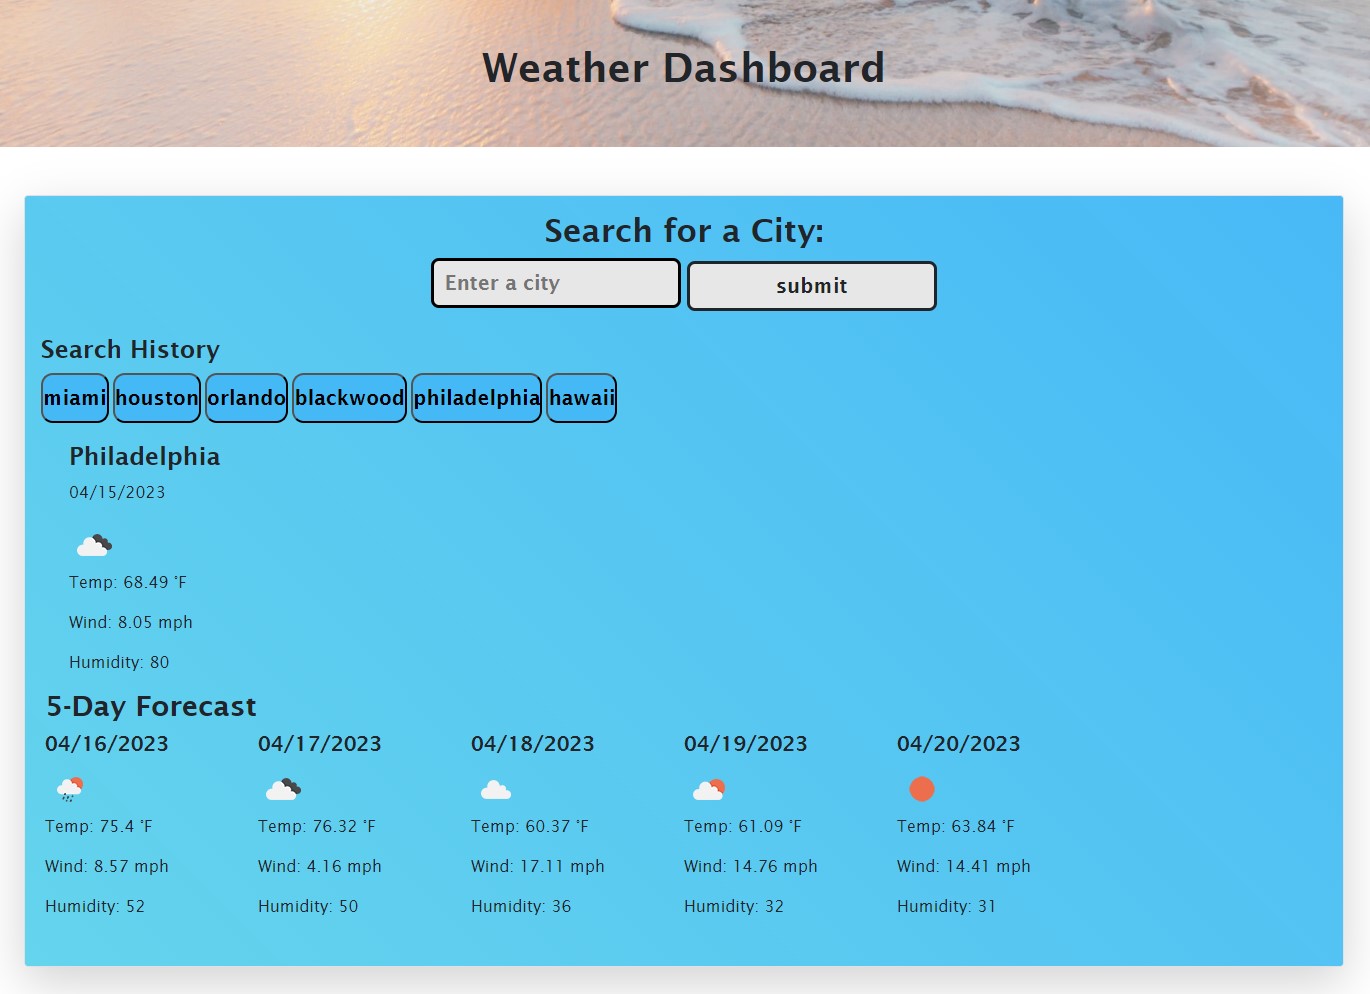 Weather Dashboard
Search for a City:
Enter a city submit
Search History
miami houston orlando blackwood philadelphia hawaii
Philadelphia
04/15/2023
Temp: 68.49 °F
Wind: 8.05 mph
Humidity: 80
5-Day Forecast
04/16/2023 04/17/2023 04/18/2023 04/19/2023 04/20/2023
Temp: 75.4 °F Temp: 76.32 °F Temp: 60.37 °F Temp: 61.09 °F Temp: 63.84 °F
Wind: 8.57 mph Wind: 4.16 mph Wind: 17.11 mph Wind: 14.76 mph Wind: 14.41 mph
Humidity: 52 Humidity: 50 Humidity: 36 Humidity: 32 Humidity: 31